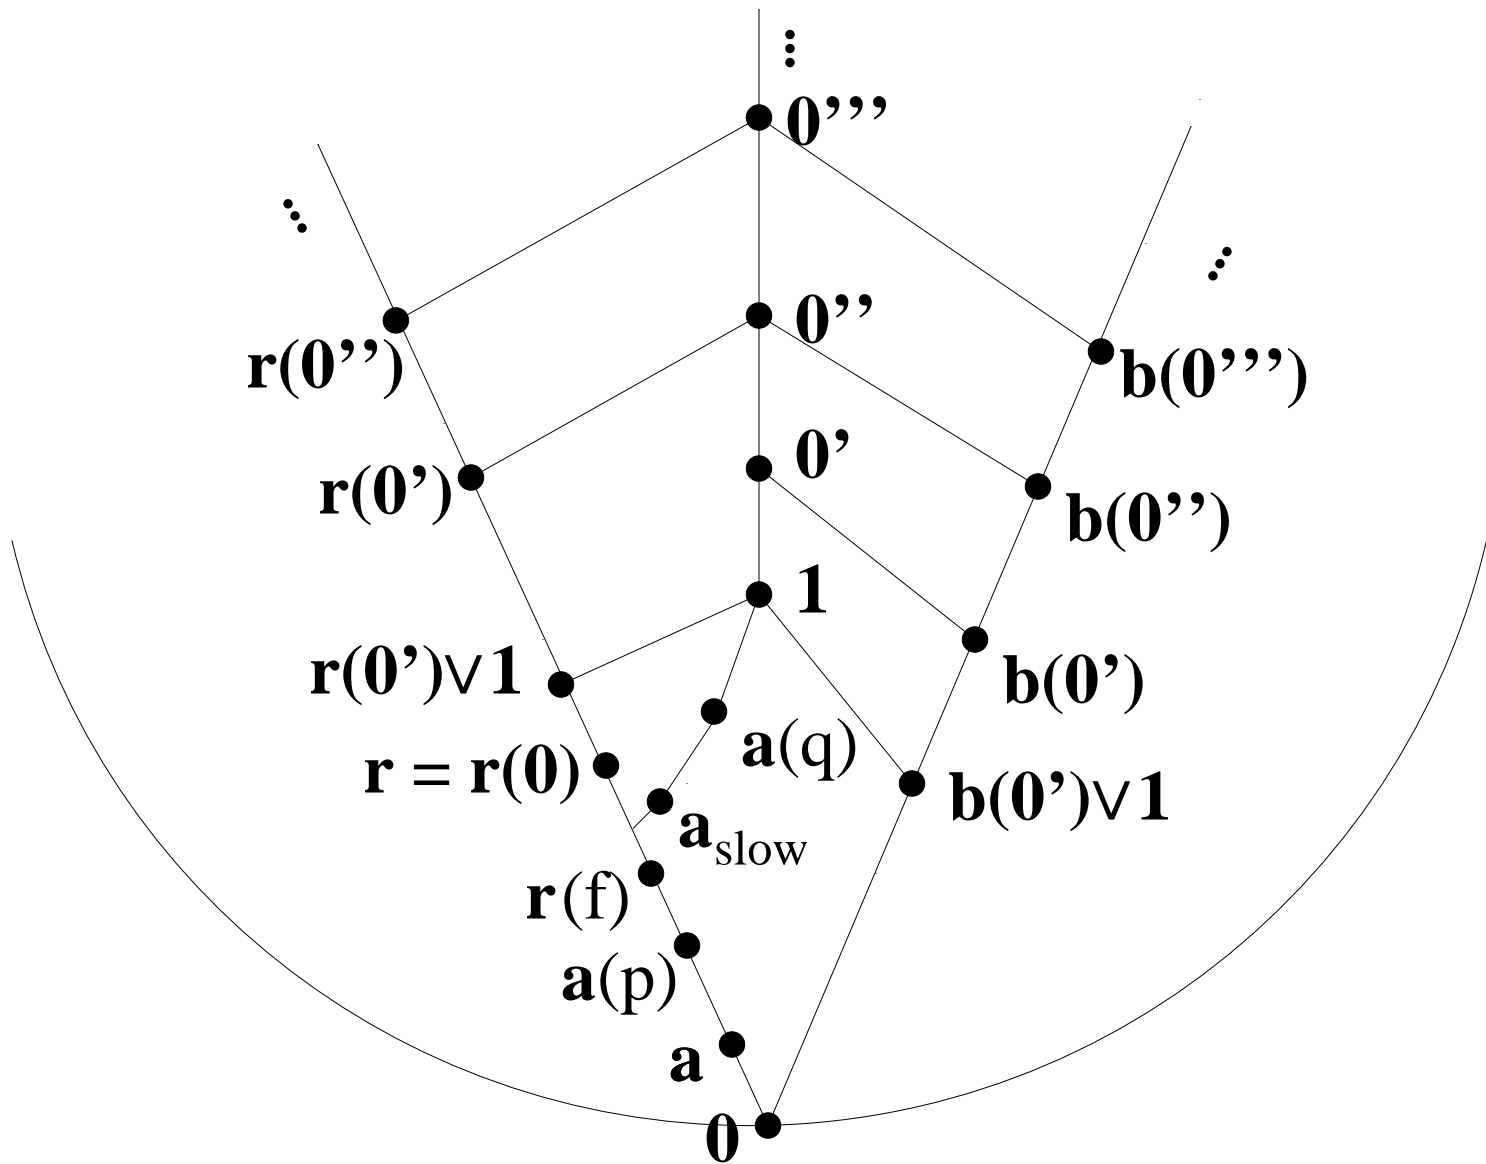 0’’’
0’’
r(0’’)
b(0’’’)
0’
r(0’)
b(0’’)
1
r(0’)∨1
b(0’)
r = r(0)
a(q)
b(0’)∨1
a_slow
r(f)
a(p)
a
0